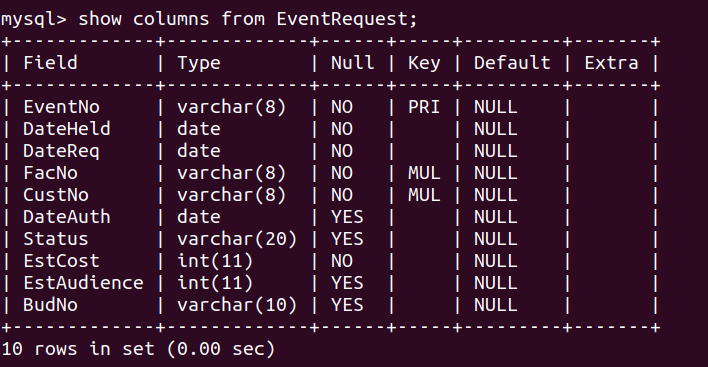 mysql> show columns from EventRequest;
+-------------+-------------+------+-----+---------+-------+
| Field       | Type        | Null | Key | Default | Extra |
+-------------+-------------+------+-----+---------+-------+
| EventNo     | varchar(8)  | NO   | PRI | NULL    |       |
| DateHeld    | date        | NO   |     | NULL    |       |
| DateReq     | date        | NO   |     | NULL    |       |
| FacNo       | varchar(8)  | NO   | MUL | NULL    |       |
| CustNo      | varchar(8)  | NO   | MUL | NULL    |       |
| DateAuth    | date        | YES  |     | NULL    |       |
| Status      | varchar(20) | YES  |     | NULL    |       |
| EstCost     | int(11)     | NO   |     | NULL    |       |
| EstAudience | int(11)     | YES  |     | NULL    |       |
| BudNo       | varchar(10) | YES  |     | NULL    |       |
+-------------+-------------+------+-----+---------+-------+
10 rows in set (0.00 sec)